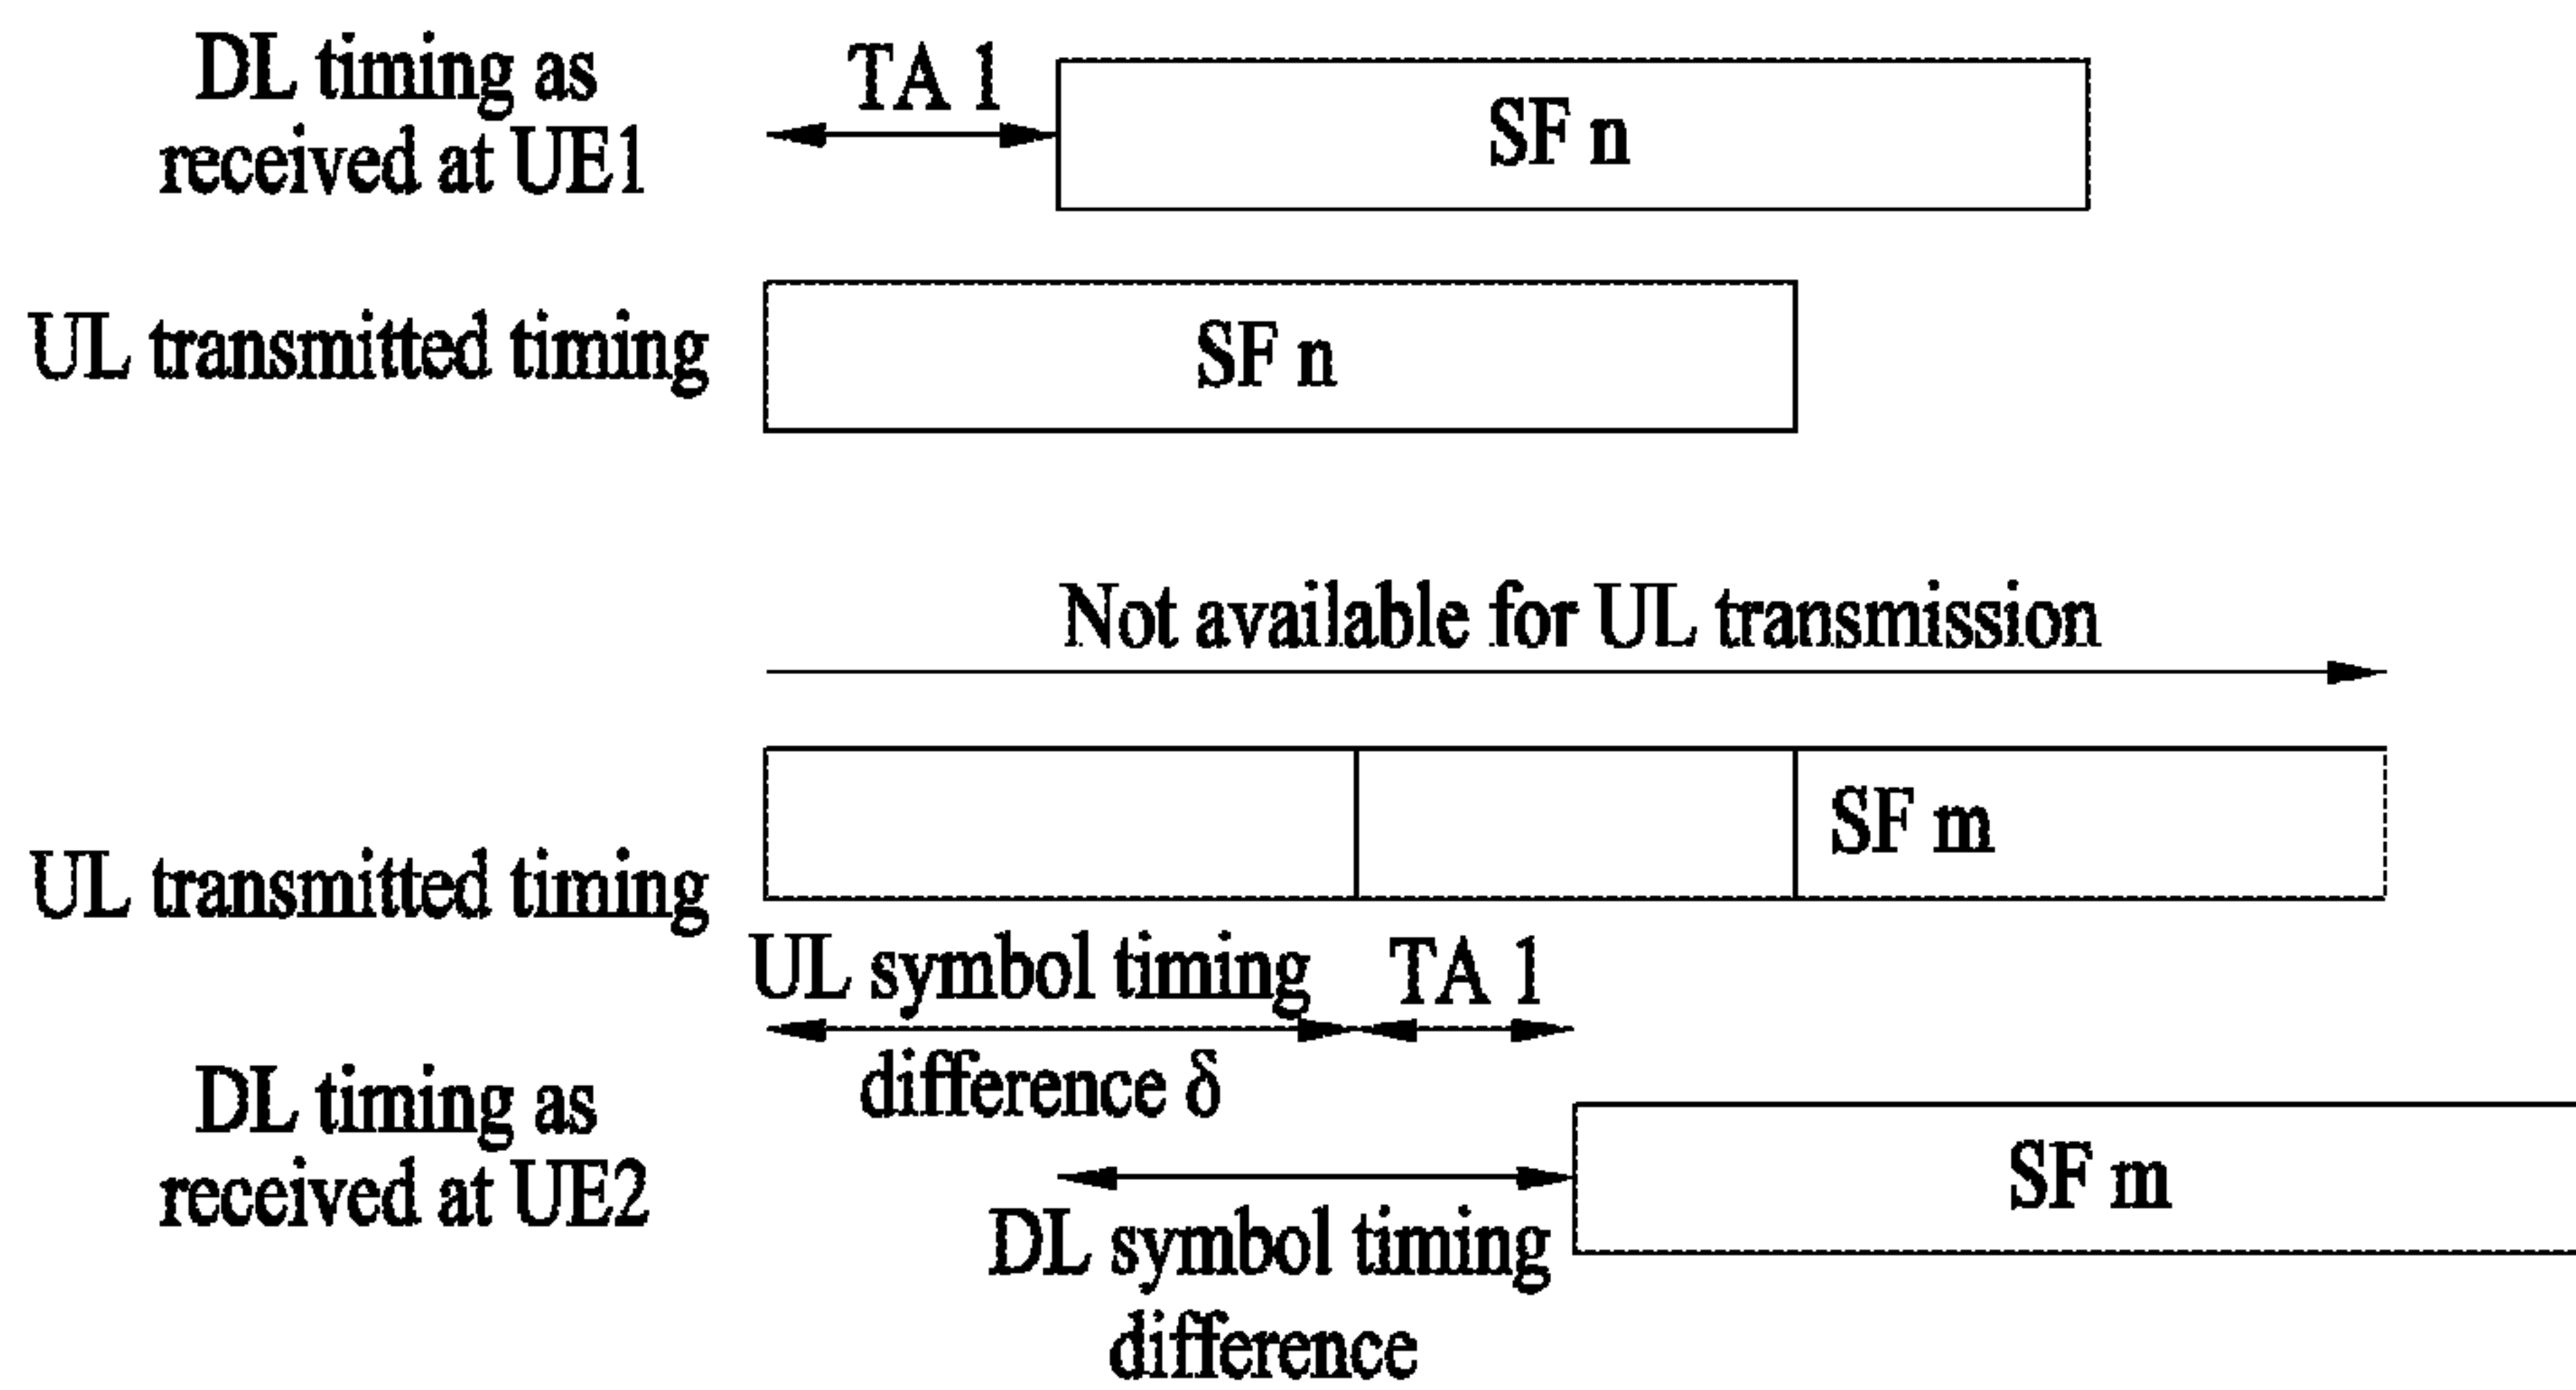 DL timing as
received at UE1
TA 1
SF n
UL transmitted timing
SF n
Not available for UL transmission
UL transmitted timing
SF m
UL symbol timing
difference δ
TA 1
DL timing as
received at UE2
SF m
DL symbol timing
difference